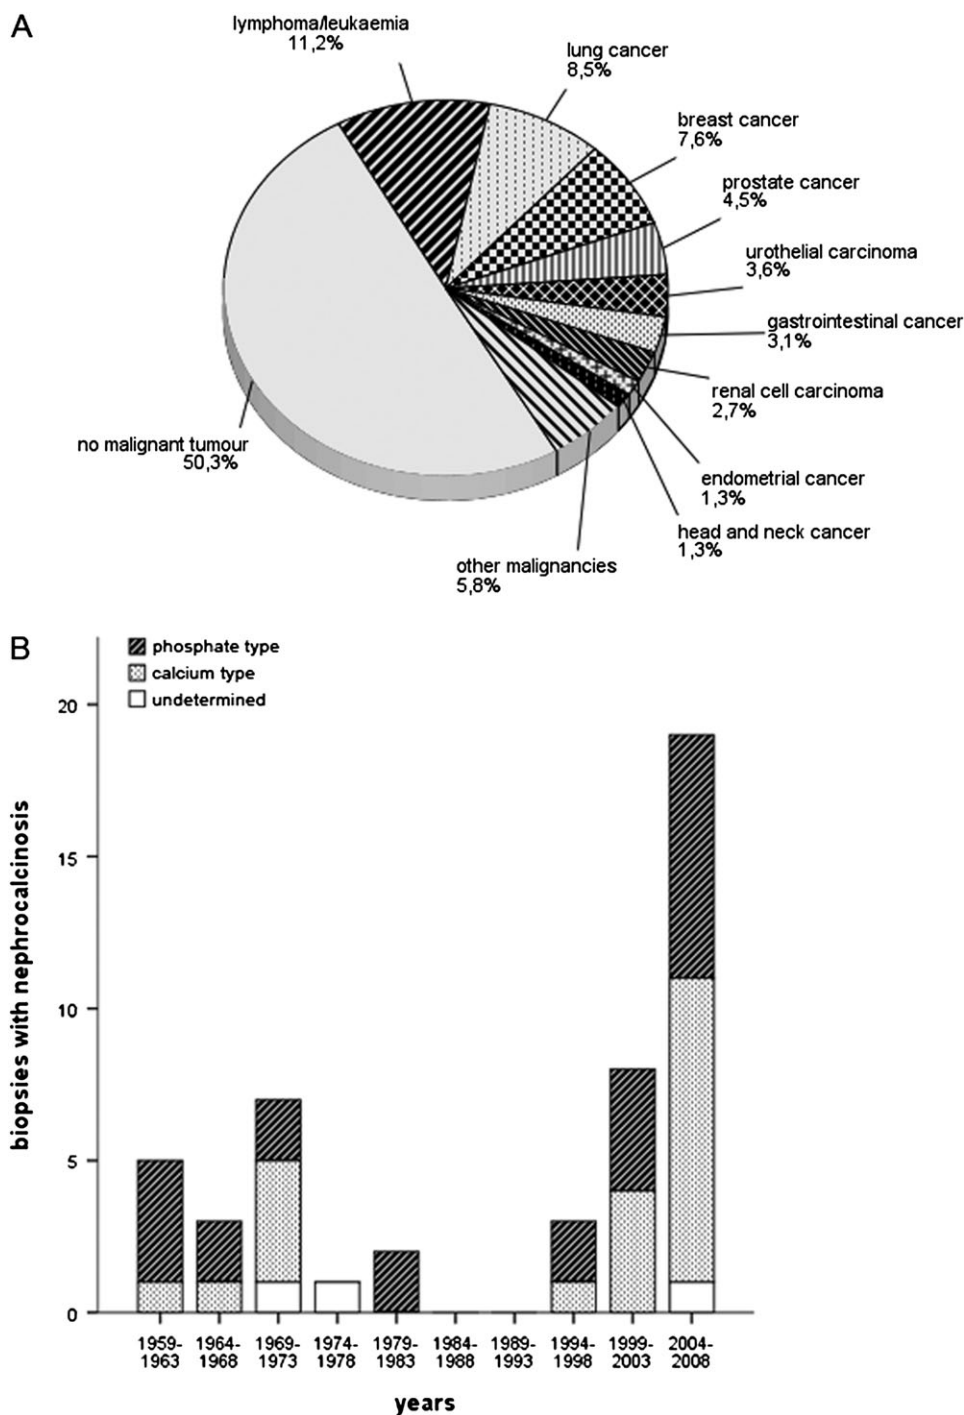 A
lymphoma/leukaemia
11,2%
lung cancer
8,5%
breast cancer
7,6%
prostate cancer
4,5%
urothelial carcinoma
3,6%
gastrointestinal cancer
3,1%
renal cell carcinoma
2,7%
no malignant tumour
50,3%
endometrial cancer
1,3%
head and neck cancer
1,3%
other malignancies
5,8%
B
phosphate type
calcium type
undetermined
biopsies with nephrocalcinosis
20
15
10
5
0
1959-
1963
1964-
1968
1969-
1973
1974-
1978
1979-
1983
1984-
1988
1989-
1993
1994-
1998
1999-
2003
2004-
2008
years